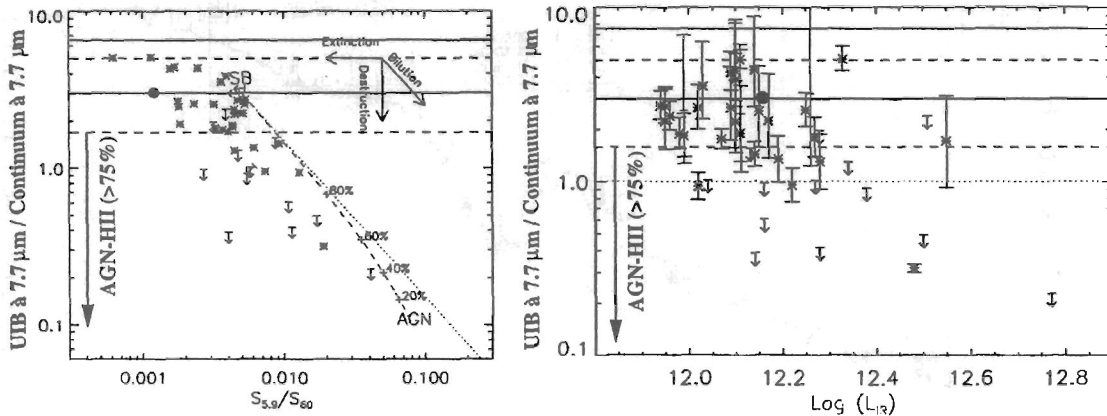 UIB à 7.7 µm / Continuum à 7.7 µm
AGN-HII (>75%)
10.0
1.0
0.1
Extinction
Dilution
Destruction
SB
80%
60%
40%
20%
AGN
0.001
0.010
0.100
S5.9/S60
UIB à 7.7 µm / Continuum à 7.7 µm
AGN-HII (>75%)
10.0
1.0
0.1
12.0
12.2
12.4
12.6
12.8
Log (LIR)